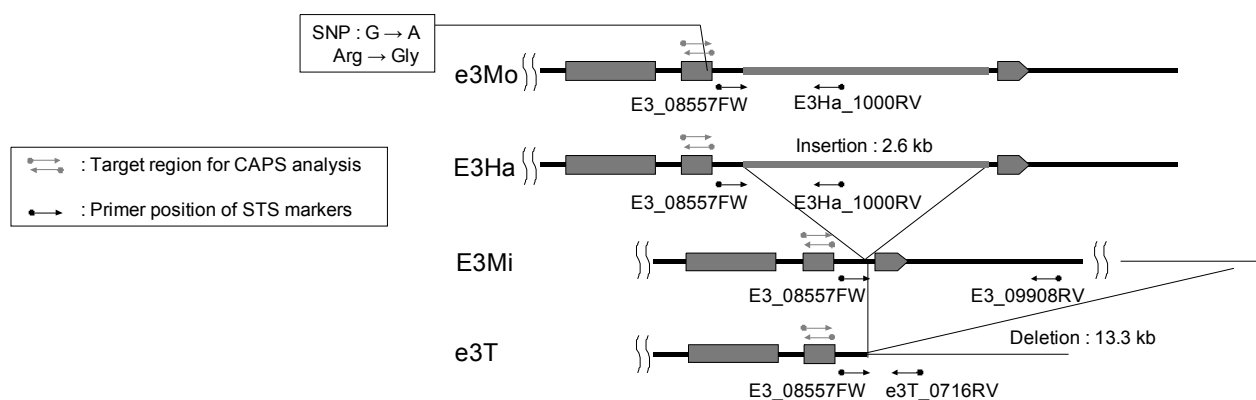 SNP : G → A
Arg → Gly
e3Mo
E3_08557FW
E3Ha_1000RV
: Target region for CAPS analysis
: Primer position of STS markers
E3Ha
Insertion : 2.6 kb
E3_08557FW
E3Ha_1000RV
E3Mi
E3_08557FW
E3_09908RV
e3T
Deletion : 13.3 kb
E3_08557FW
e3T_0716RV